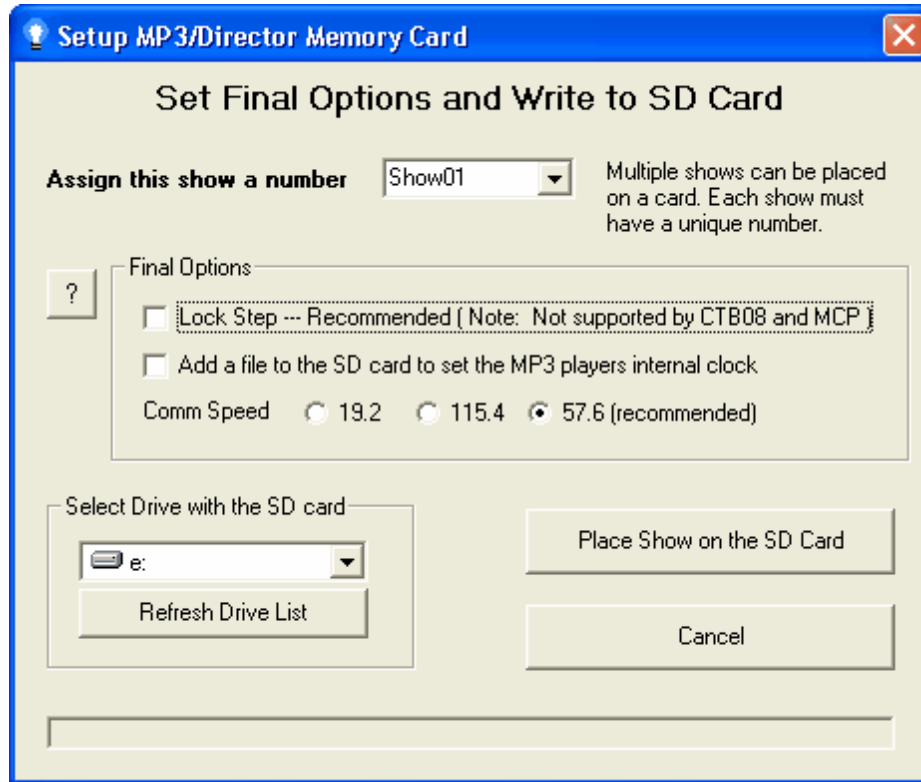 Setup MP3/Director Memory Card
Set Final Options and Write to SD Card
Assign this show a number
Show01
Multiple shows can be placed
on a card. Each show must
have a unique number.
?
Final Options
Lock Step --- Recommended ( Note:  Not supported by CTB08 and MCP )
Add a file to the SD card to set the MP3 players internal clock
Comm Speed 19.2 115.4 57.6 (recommended)
Select Drive with the SD card
e:
Refresh Drive List
Place Show on the SD Card
Cancel